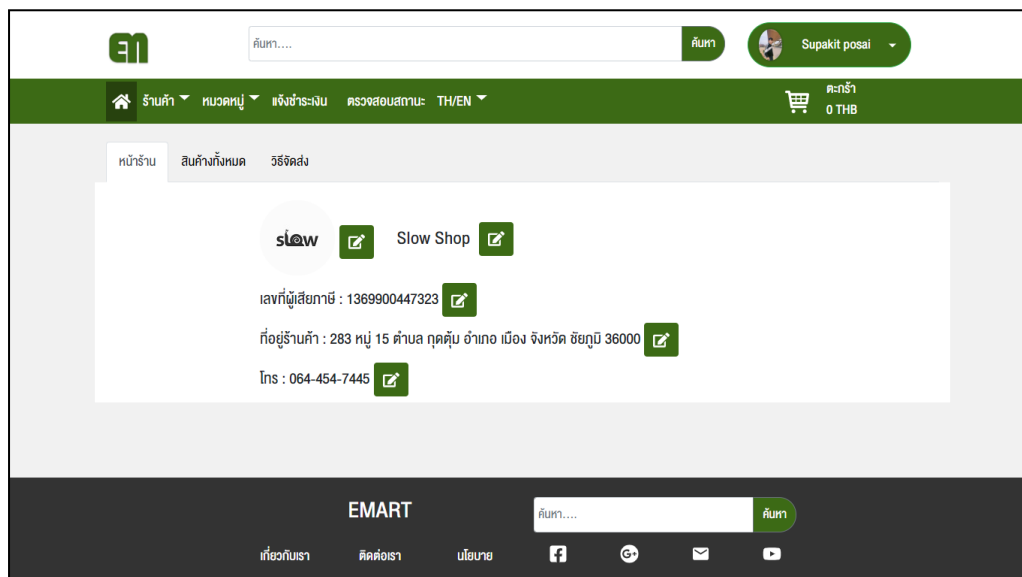 ค้นหา.... ค้นหา Supakit posai
ร้านค้า หมวดหมู่ แจ้งชำระเงิน ตรวจสอบสถานะ TH/EN ตะกร้า
0 THB
หน้าร้าน สินค้าทั้งหมด วิธีจัดส่ง
slow Slow Shop
เลขที่ผู้เสียภาษี : 1369900447323
ที่อยู่ร้านค้า : 283 หมู่ 15 ตำบล กุดตุ้ม อำเภอ เมือง จังหวัด ชัยภูมิ 36000
โทร : 064-454-7445
EMART ค้นหา.... ค้นหา
เกี่ยวกับเรา ติดต่อเรา นโยบาย